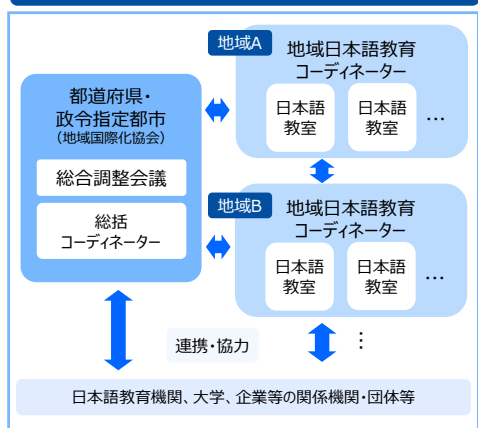 都道府県・
政令指定都市
（地域国際化協会）
総合調整会議
総括
コーディネーター
地域A
地域日本語教育
コーディネーター
日本語
教室
日本語
教室
…
地域B
地域日本語教育
コーディネーター
日本語
教室
日本語
教室
…
連携・協力
⋮
日本語教育機関、大学、企業等の関係機関・団体等